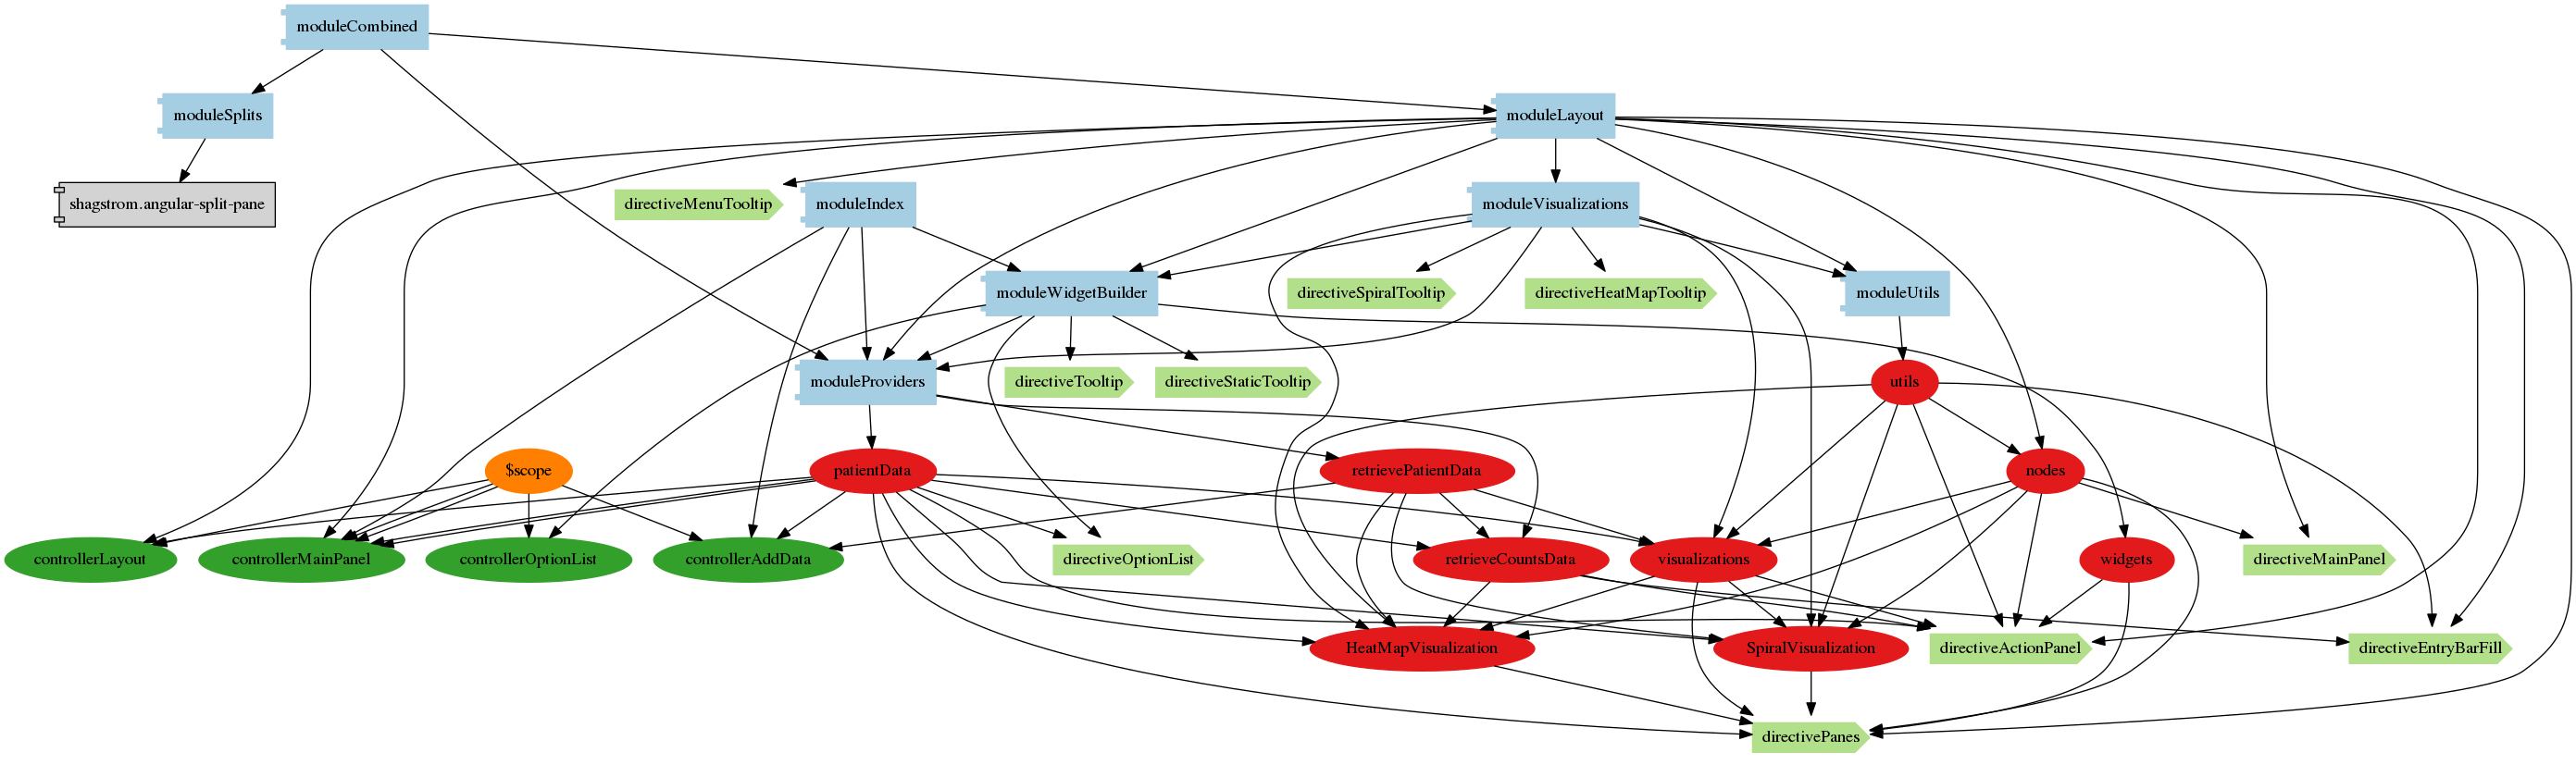 moduleCombined
moduleSplits
moduleLayout
shagstrom.angular-split-pane
directiveMenuTooltip
moduleIndex
moduleVisualizations
moduleWidgetBuilder
directiveSpiralTooltip
directiveHeatMapTooltip
moduleUtils
moduleProviders
directiveTooltip
directiveStaticTooltip
utils
$scope
patientData
retrievePatientData
nodes
controllerLayout
controllerMainPanel
controllerOptionList
controllerAddData
directiveOptionList
retrieveCountsData
visualizations
widgets
directiveMainPanel
HeatMapVisualization
SpiralVisualization
directiveActionPanel
directiveEntryBarFill
directivePanes